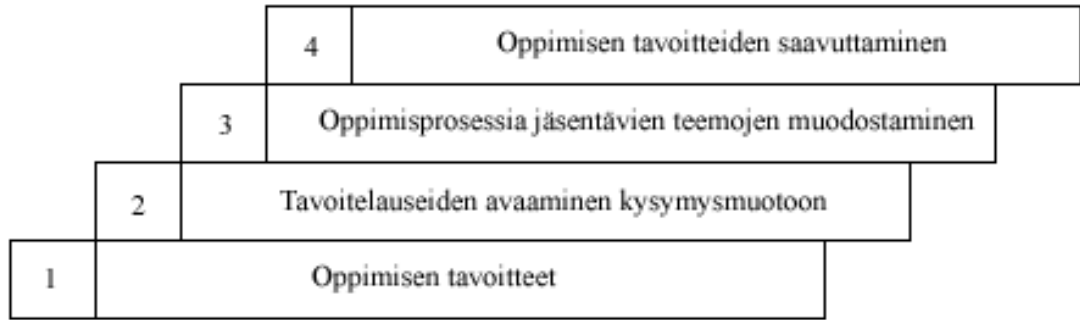 4 Oppimisen tavoitteiden saavuttaminen
3 Oppimisprosessia jäsentävien teemojen muodostaminen
2 Tavoitelauseiden avaaminen kysymysmuotoon
1 Oppimisen tavoitteet